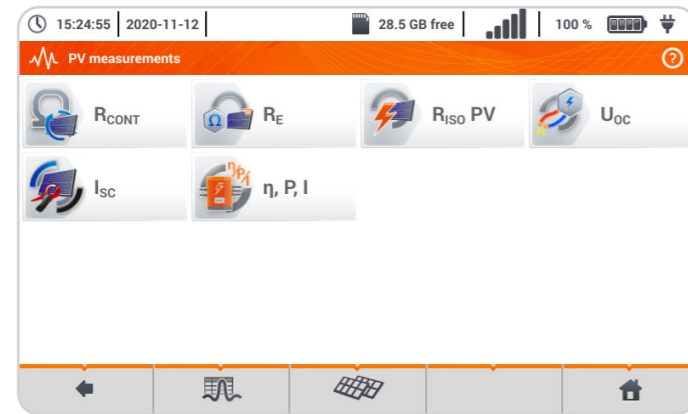 15:24:55 2020-11-12 28.5 GB free 100 %
PV measurements ?
RCONT RE RISO PV UOC
ISC η, P, I